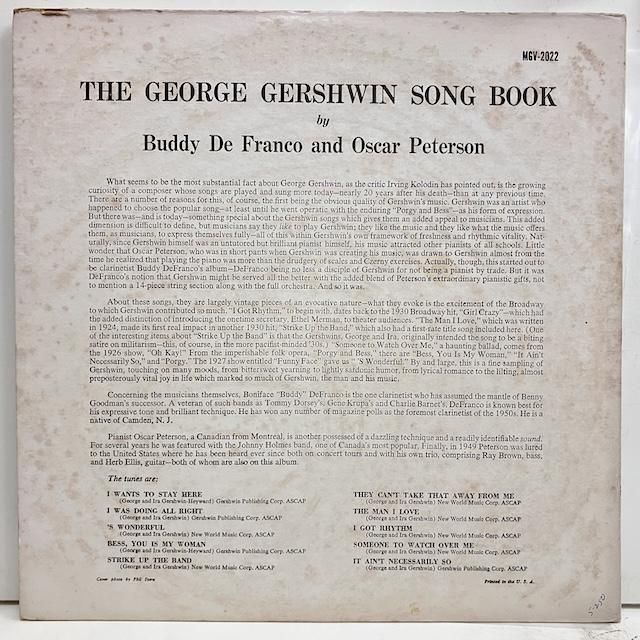 MGV-2022
THE GEORGE GERSHWIN SONG BOOK
by
Buddy De Franco and Oscar Peterson
What seems to be the most substantial fact about George Gershwin, as the critic Irving Kolodin has pointed out, is the growing
curiosity of a composer whose songs are played and sung more today—nearly 20 years after his death—than at any previous time.
There are a number of reasons for this, of course, the first being the obvious quality of Gershwin's music. Gershwin was an artist who
happened to choose the popular song—at least until he went operatic with the enduring "Porgy and Bess"—as his form of expression.
But there was—and is today—something special about the Gershwin songs which gives them an added appeal to musicians. This added
dimension is difficult to define, but musicians say they like to play Gershwin; they like the music and they like what the music offers
them, as musicians, to express themselves fully—all of this within Gershwin's own framework of freshness and rhythmic vitality. Nat-
urally, since Gershwin himself was an untutored but brilliant pianist himself, his music attracted other pianists of all schools. Little
wonder that Oscar Peterson, who was in short pants when Gershwin was creating his music, was drawn to Gershwin almost from the
time he realized that playing the piano was more than the drudgery of scales and Czerny exercises. Actually, though, this started out to
be clarinetist Buddy DeFranco's album—DeFranco being no less a disciple of Gershwin for not being a pianist by trade. But it was
DeFranco's notion that Gershwin might be served all the better with the added blend of Peterson's extraordinary pianistic gifts, not
to mention a 14-piece string section along with the full orchestra. And so it was.
About these songs, they are largely vintage pieces of an evocative nature—what they evoke is the excitement of the Broadway
to which Gershwin contributed so much. "I Got Rhythm," to begin with, dates back to the 1930 Broadway hit, "Girl Crazy"—which had
the added distinction of introducing the onetime secretary, Ethel Merman, to theater audiences. "The Man I Love," which was written
in 1924, made its first real impact in another 1930 hit, "Strike Up the Band," which also had a first-rate title song included here. (One
of the interesting items about "Strike Up the Band" is that the Gershwins, George and Ira, originally intended the song to be a biting
satire on militarism—this, of course, in the more pacifist-minded '30s.) "Someone to Watch Over Me," a haunting ballad, comes from
the 1926 show, "Oh Kay!" From the imperishable folk opera, "Porgy and Bess," there are "Bess, You Is My Woman," "It Ain't
Necessarily So," and "Porgy." The 1927 show entitled "Funny Face" gave us "'S Wonderful." By and large, this is a fine sampling of
Gershwin, touching on many moods, from bittersweet yearning to lightly sardonic humor, from lyrical romance to the lilting, almost
preposterously vital joy in life which marked so much of Gershwin, the man and his music.
Concerning the musicians themselves, Boniface "Buddy" DeFranco is the one clarinetist who has assumed the mantle of Benny
Goodman's successor. A veteran of such bands as Tommy Dorsey's, Gene Krupa's and Charlie Barnet's, DeFranco is known best for
his expressive tone and brilliant technique. He has won any number of magazine polls as the foremost clarinetist of the 1950s. He is a
native of Camden, N. J.
Pianist Oscar Peterson, a Canadian from Montreal, is another possessed of a dazzling technique and a readily identifiable sound.
For several years he was featured with the Johnny Holmes band, one of Canada's most popular. Finally, in 1949 Peterson was lured
to the United States where he has been heard ever since both on concert tours and with his own trio, comprising Ray Brown, bass,
and Herb Ellis, guitar—both of whom are also on this album.
The tunes are:
I WANTS TO STAY HERE
(George and Ira Gershwin-Heyward) Gershwin Publishing Corp. ASCAP
I WAS DOING ALL RIGHT
(George and Ira Gershwin) Gershwin Publishing Corp. ASCAP
'S WONDERFUL
(George and Ira Gershwin) New World Music Corp. ASCAP
BESS, YOU IS MY WOMAN
(George and Ira Gershwin-Heyward) Gershwin Publishing Corp. ASCAP
STRIKE UP THE BAND
(George and Ira Gershwin) New World Music Corp. ASCAP
THEY CAN'T TAKE THAT AWAY FROM ME
(George and Ira Gershwin) New World Music Corp. ASCAP
THE MAN I LOVE
(George and Ira Gershwin) New World Music Corp. ASCAP
I GOT RHYTHM
(George and Ira Gershwin) New World Music Corp. ASCAP
SOMEONE TO WATCH OVER ME
(George and Ira Gershwin) New World Music Corp. ASCAP
IT AIN'T NECESSARILY SO
(George and Ira Gershwin) Gershwin Publishing Corp. ASCAP
Cover photo by Phil Stern
Printed in the U. S. A.